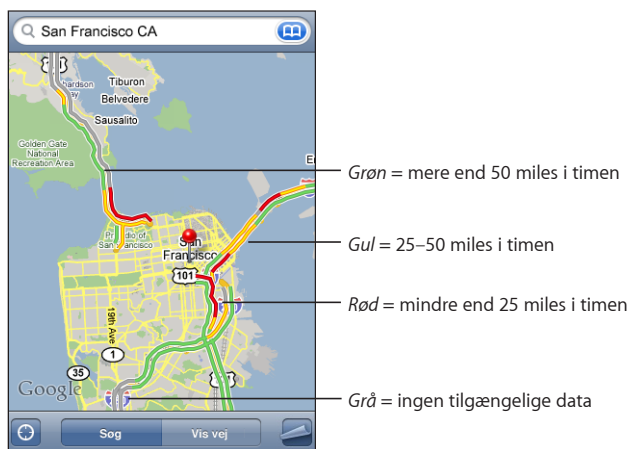 San Francisco CA
Tiburon
Belvedere
Sausalito
Golden Gate
National
Recreation Area
Grøn = mere end 50 miles i timen
San Francisco
San
Francisco
Gul = 25–50 miles i timen
101
Rød = mindre end 25 miles i timen
19th Ave
1
35
Google
Grå = ingen tilgængelige data
Søg
Vis vej